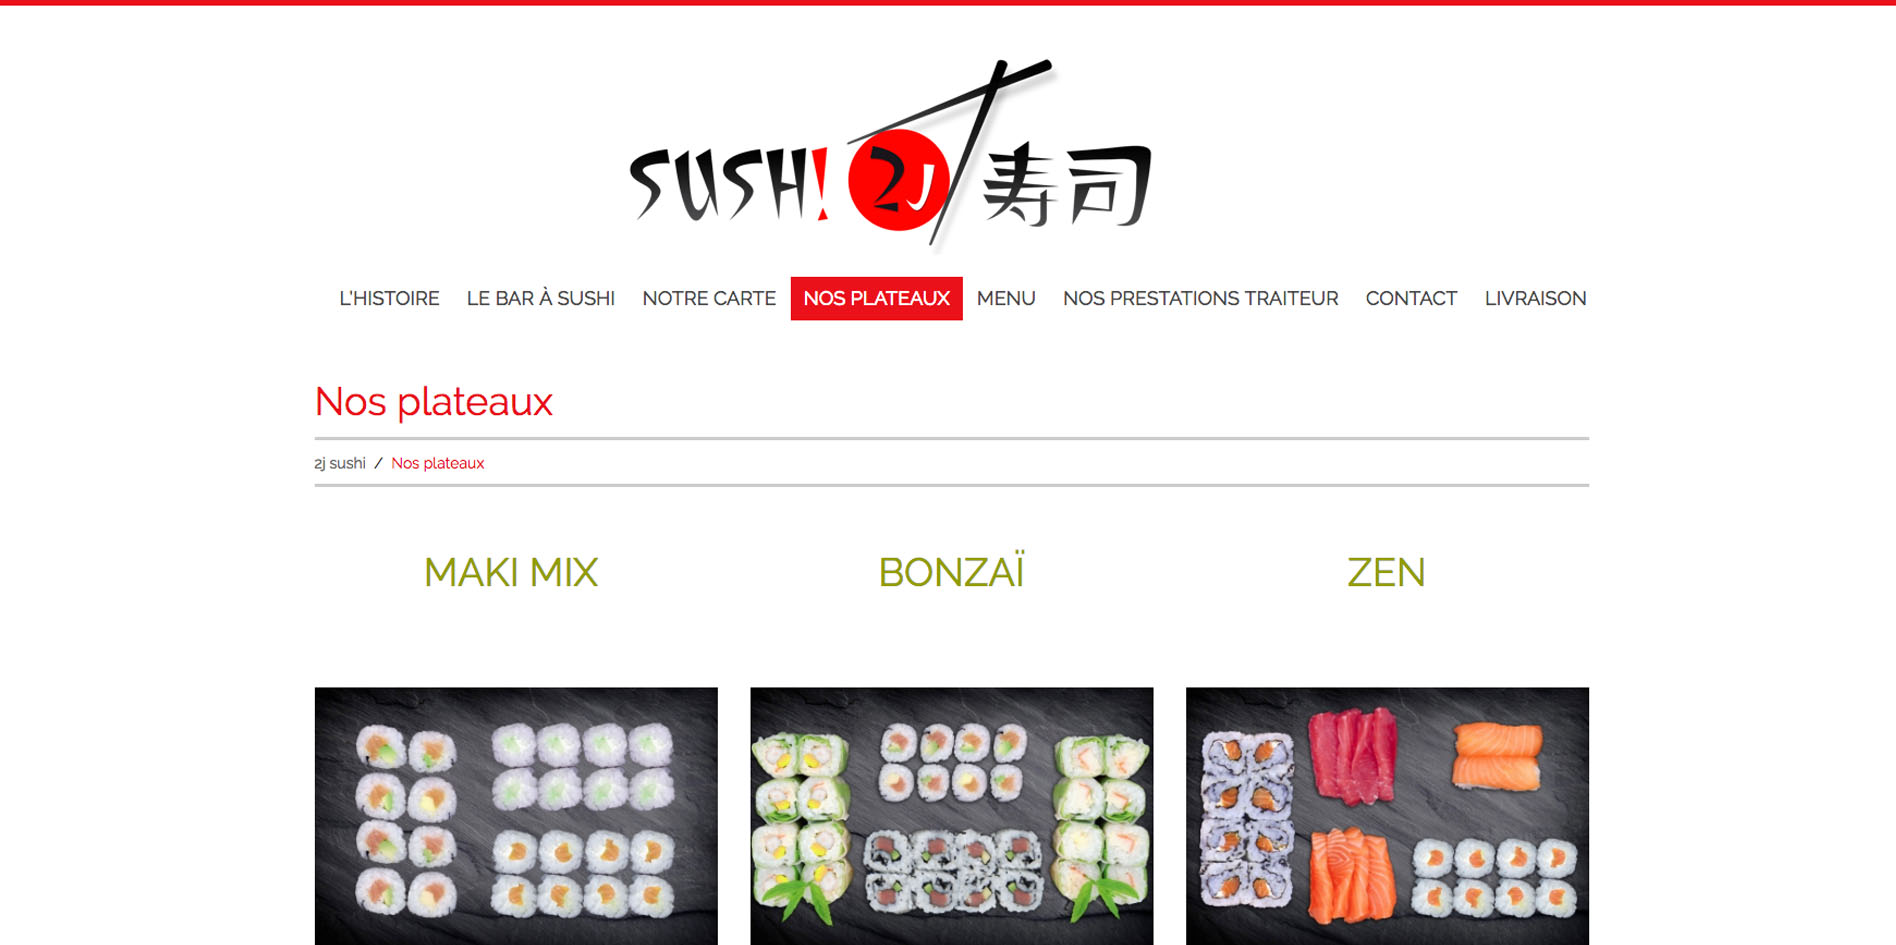 SUSH! 2J 寿司
L'HISTOIRE LE BAR À SUSHI NOTRE CARTE NOS PLATEAUX MENU NOS PRESTATIONS TRAITEUR CONTACT LIVRAISON
Nos plateaux
2j sushi / Nos plateaux
MAKI MIX BONZAÏ ZEN